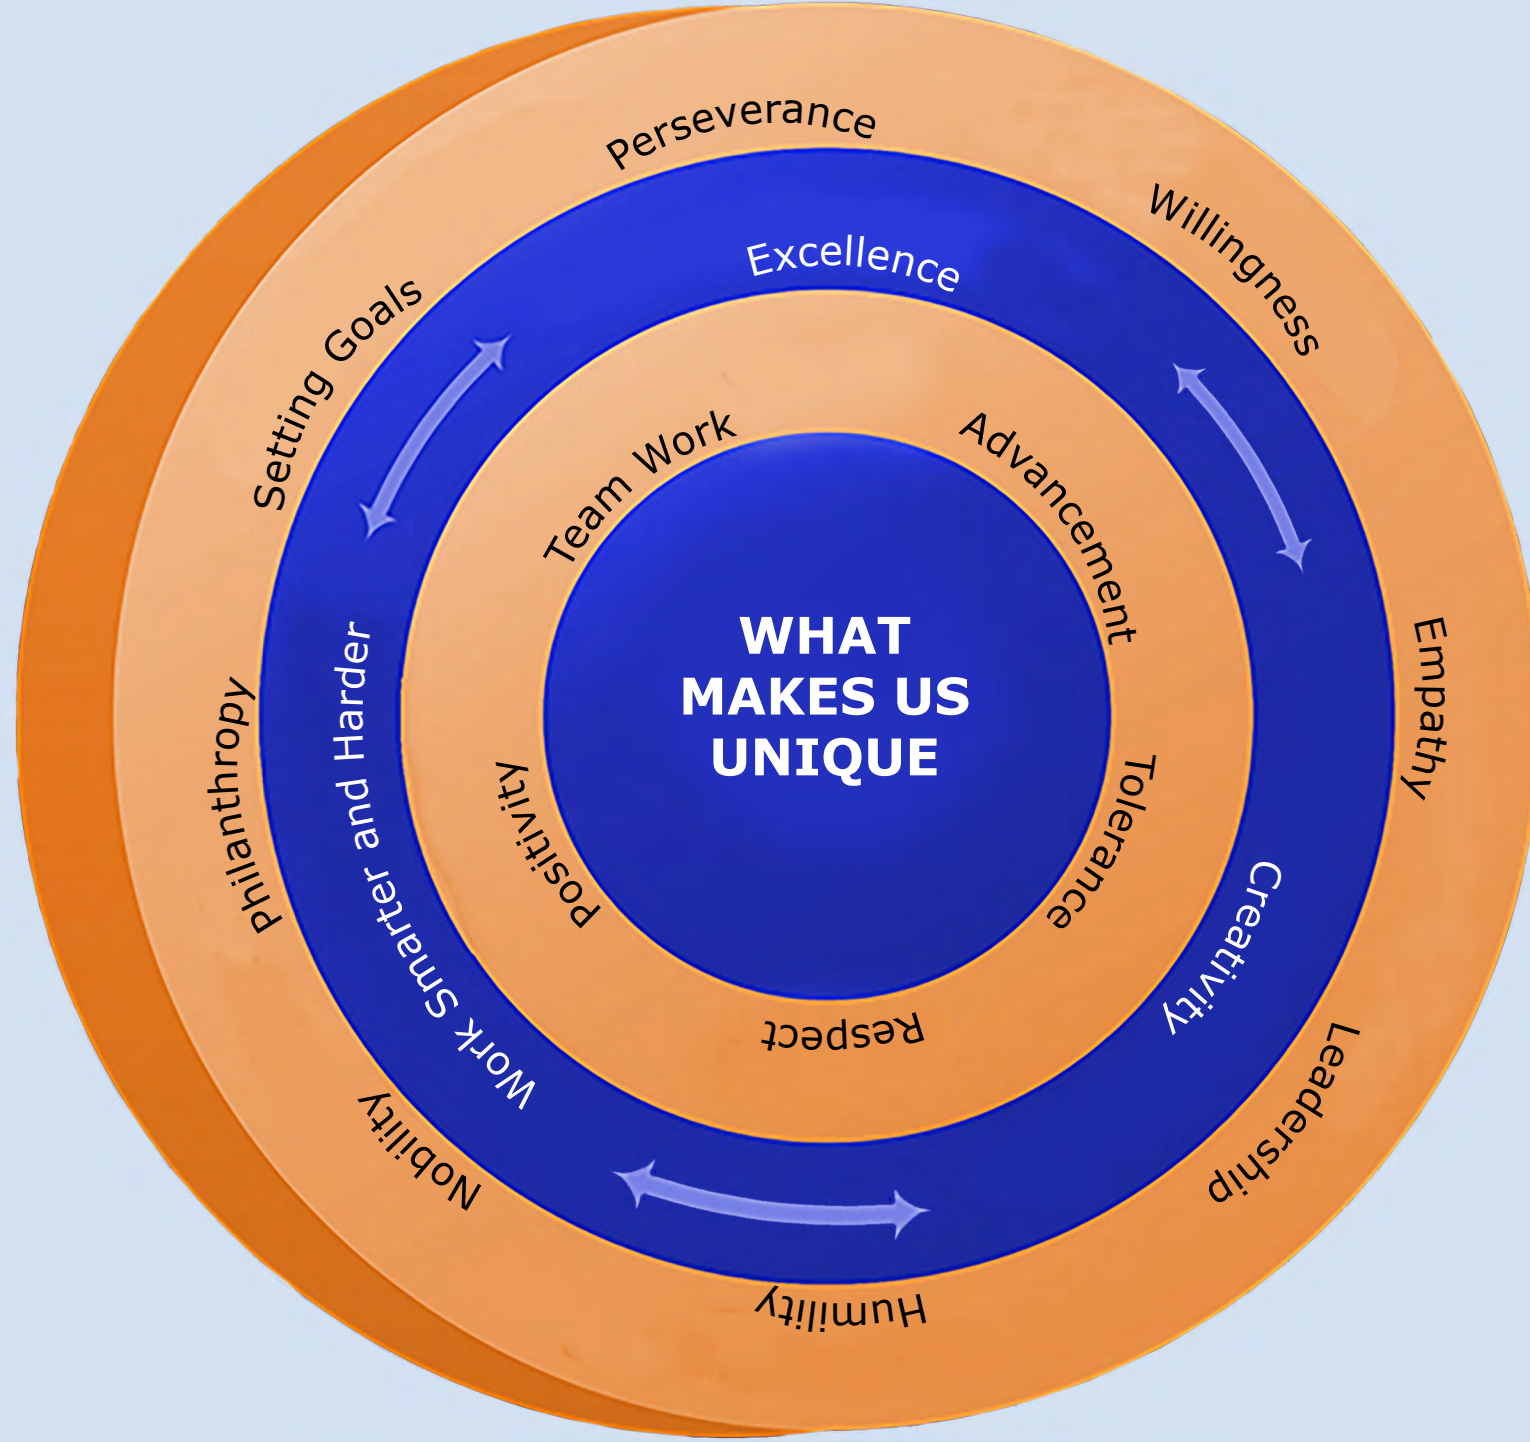 WHAT
MAKES US
UNIQUE
Team Work
Advancement
Tolerance
Respect
Positivity
Excellence
Creativity
Work Smarter and Harder
Perseverance
Willingness
Empathy
Leadership
Humility
Nobility
Philanthropy
Setting Goals